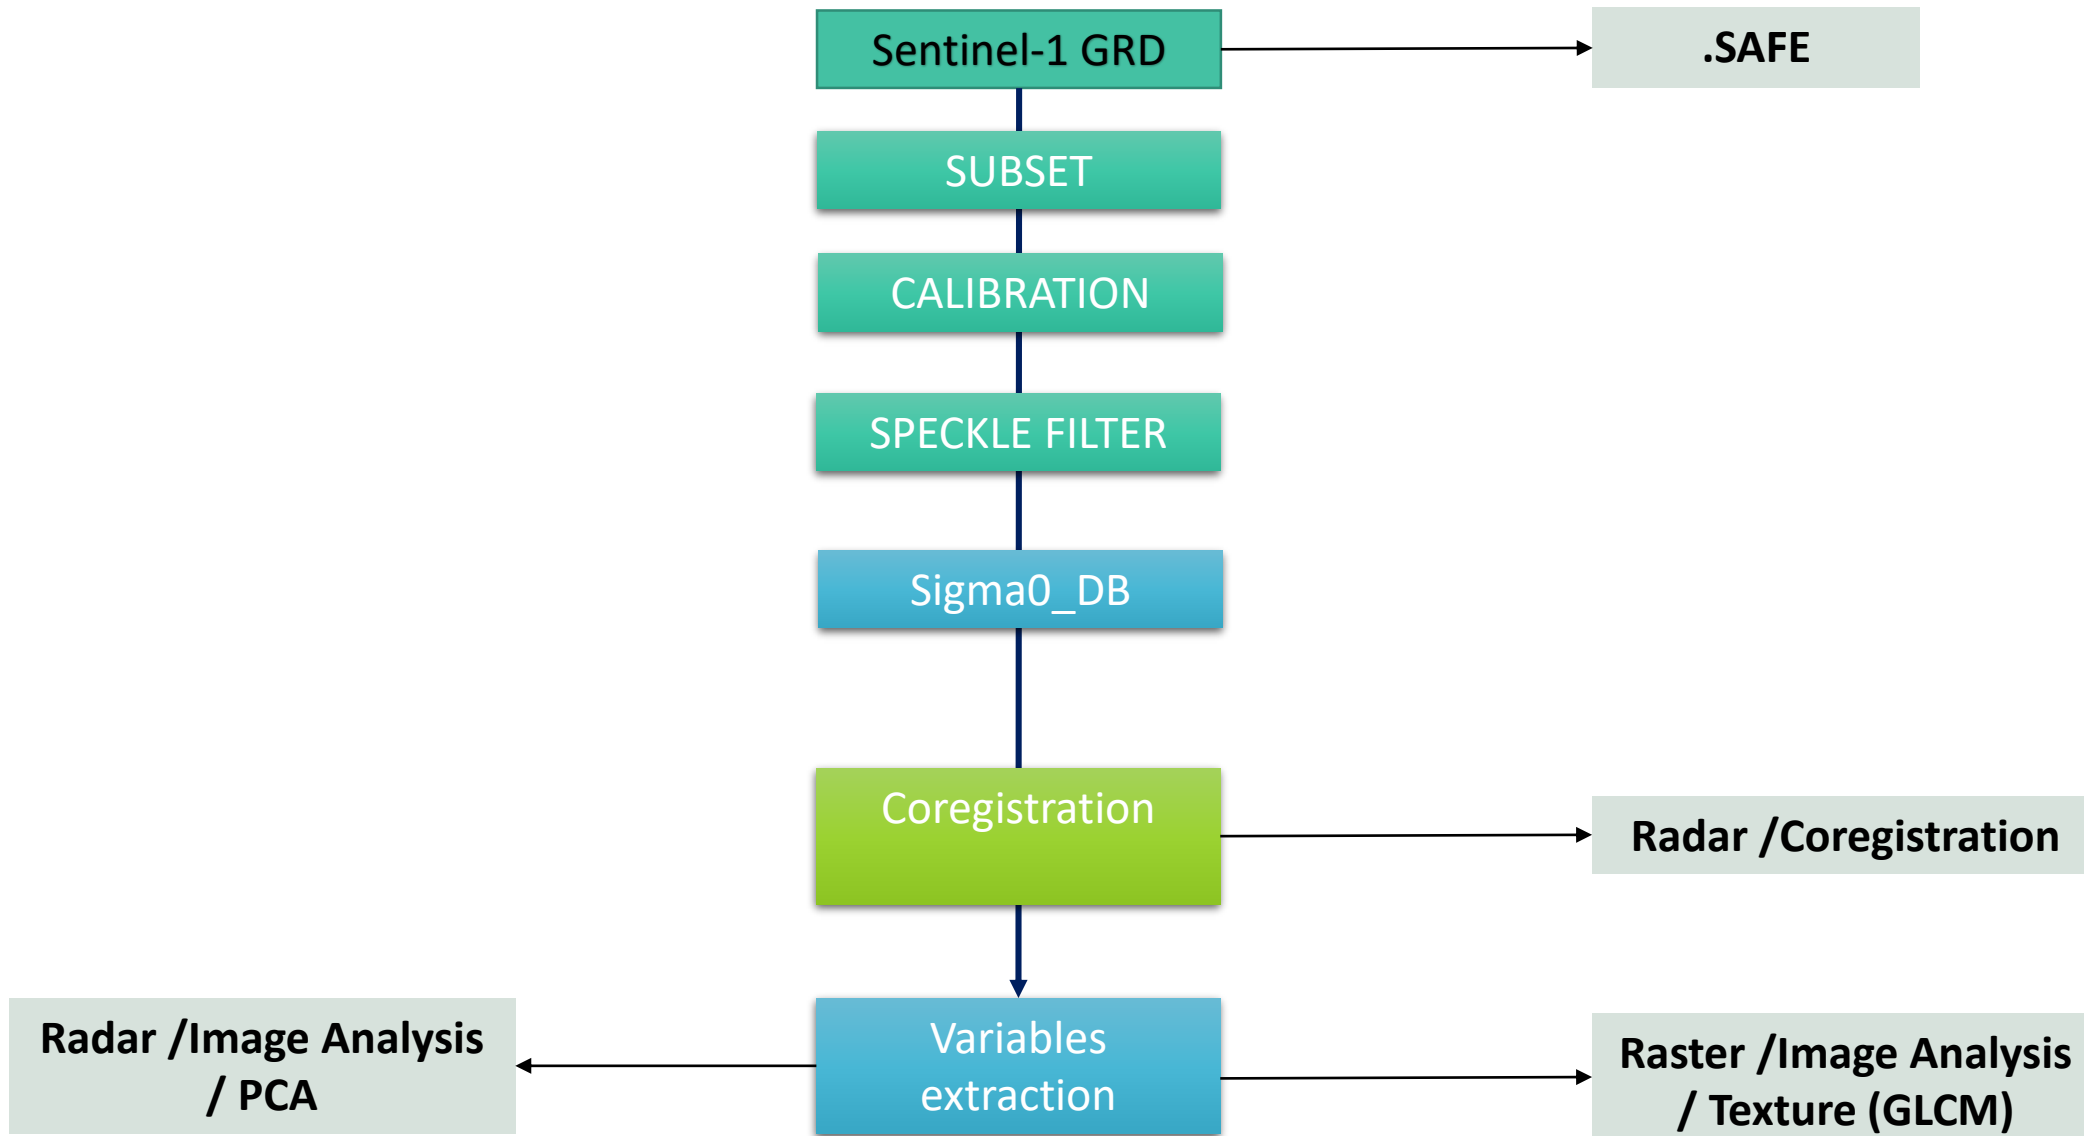 Sentinel-1 GRD
.SAFE
SUBSET
CALIBRATION
SPECKLE FILTER
Sigma0_DB
Coregistration
Radar /Coregistration
Radar /Image Analysis
/ PCA
Variables
extraction
Raster /Image Analysis
/ Texture (GLCM)